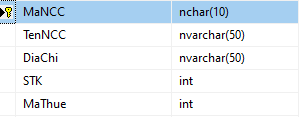 MaNCC nchar(10)
TenNCC nvarchar(50)
DiaChi nvarchar(50)
STK int
MaThue int